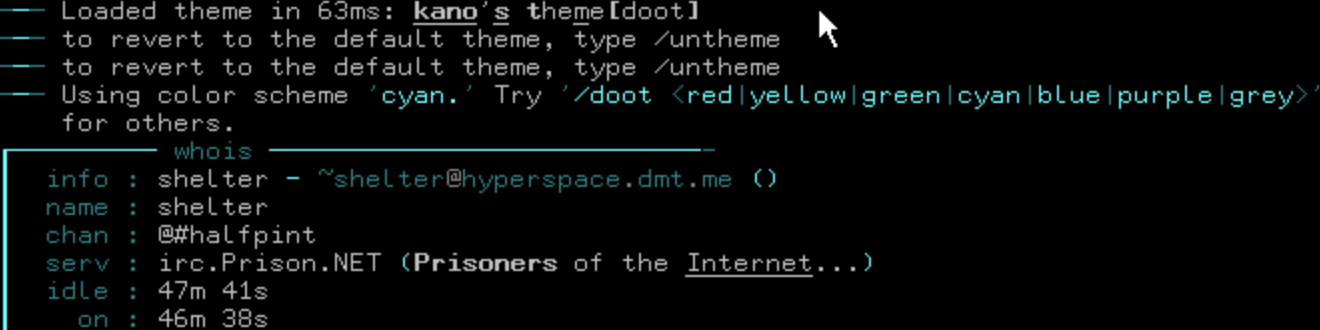 Loaded theme in 63ms: kano's theme[doot]
to revert to the default theme, type /untheme
to revert to the default theme, type /untheme
Using color scheme 'cyan.' Try '/doot <red|yellow|green|cyan|blue|purple|grey>'
for others.
whois
info : shelter - ~shelter@hyperspace.dmt.me ()
name : shelter
chan : @#halfpint
serv : irc.Prison.NET (Prisoners of the Internet...)
idle : 47m 41s
on : 46m 38s